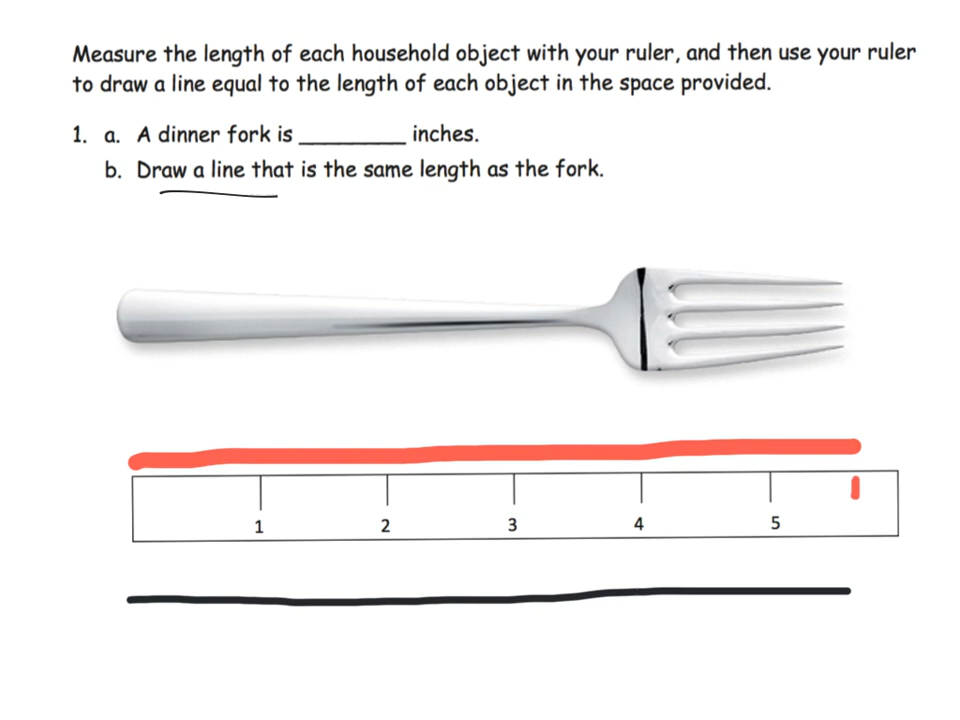 Measure the length of each household object with your ruler, and then use your ruler
to draw a line equal to the length of each object in the space provided.
1. a. A dinner fork is _________ inches.
b. Draw a line that is the same length as the fork.
1 2 3 4 5